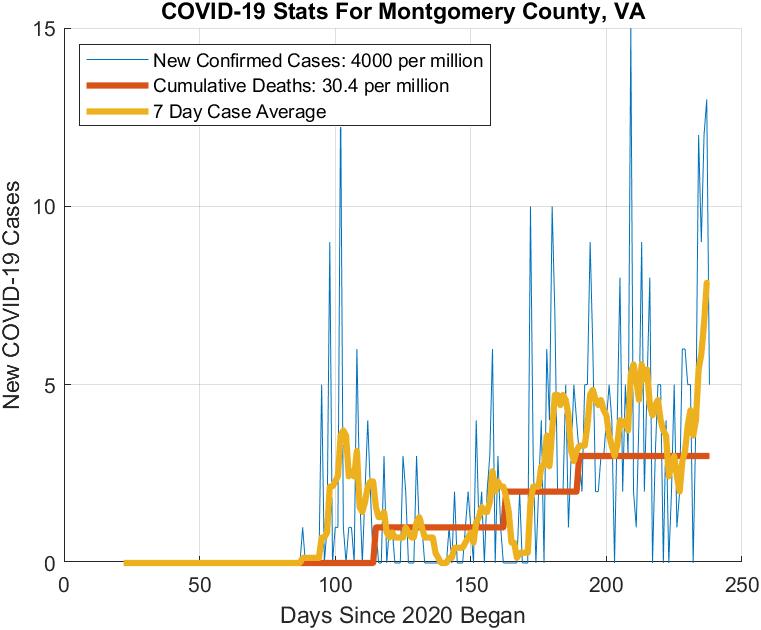 COVID-19 Stats For Montgomery County, VA
New Confirmed Cases: 4000 per million
Cumulative Deaths: 30.4 per million
7 Day Case Average
New COVID-19 Cases
15
10
5
0
0 50 100 150 200 250
Days Since 2020 Began